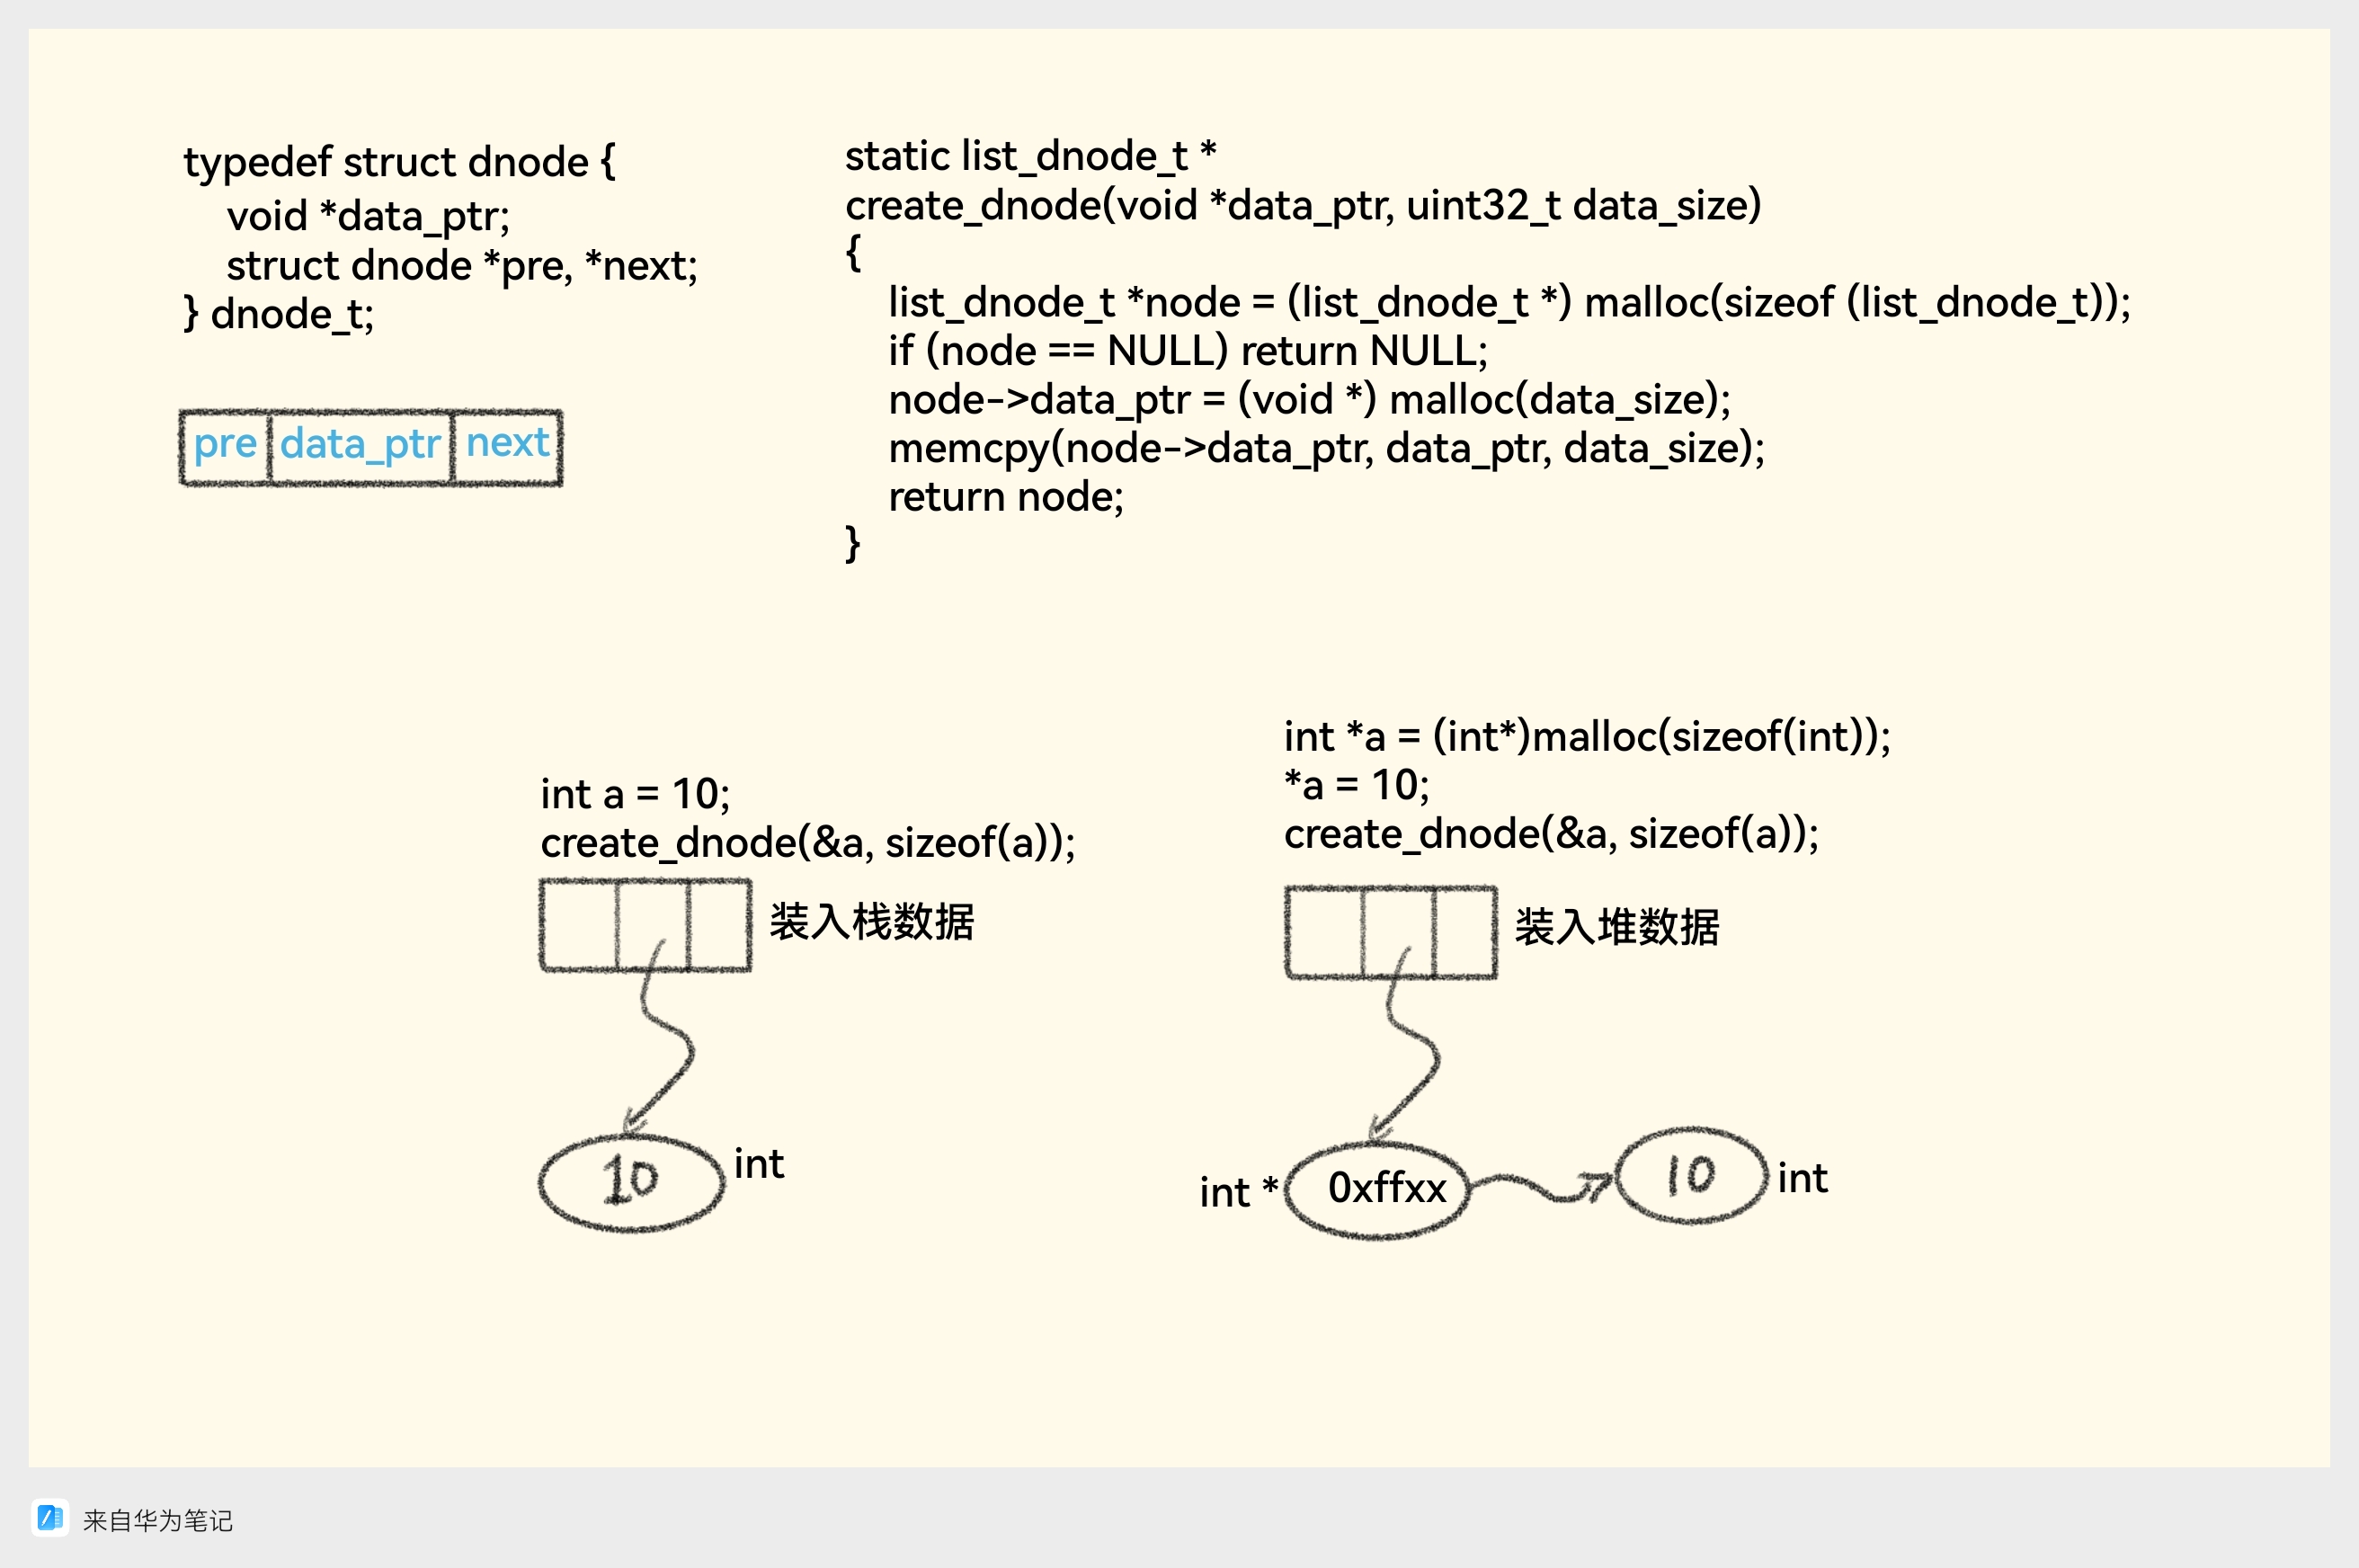 typedef struct dnode {
void *data_ptr;
struct dnode *pre, *next;
} dnode_t;
pre data_ptr next
static list_dnode_t *
create_dnode(void *data_ptr, uint32_t data_size)
{
list_dnode_t *node = (list_dnode_t *) malloc(sizeof (list_dnode_t));
if (node == NULL) return NULL;
node->data_ptr = (void *) malloc(data_size);
memcpy(node->data_ptr, data_ptr, data_size);
return node;
}
int a = 10;
create_dnode(&a, sizeof(a));
装入栈数据
10 int
int *a = (int*)malloc(sizeof(int));
*a = 10;
create_dnode(&a, sizeof(a));
装入堆数据
int * 0xffxx 10 int
来自华为笔记